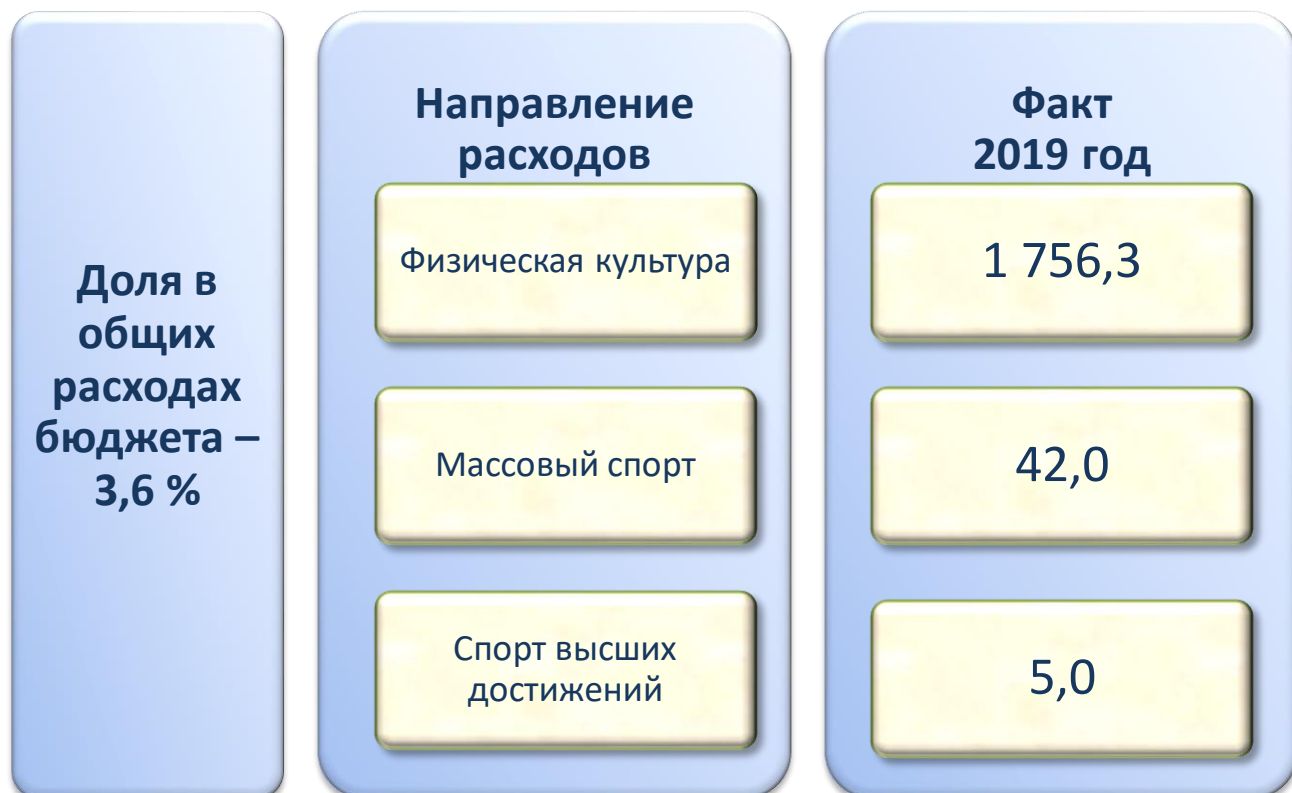 Доля в
общих
расходах
бюджета –
3,6 %
Направление
расходов
Физическая культура
Массовый спорт
Спорт высших
достижений
Факт
2019 год
1 756,3
42,0
5,0